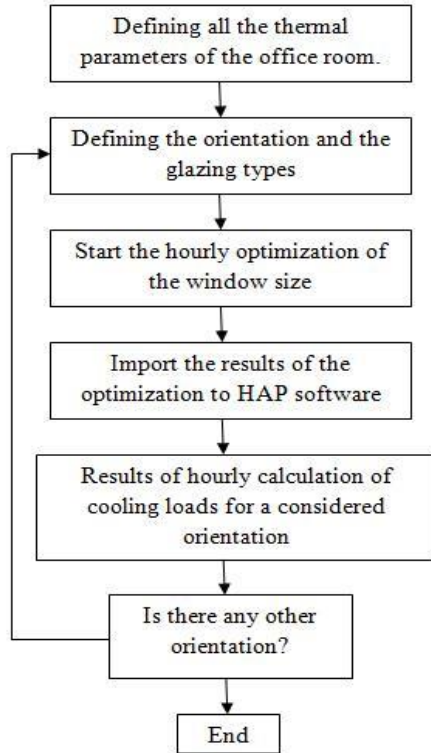 Defining all the thermal
parameters of the office room.
Defining the orientation and the
glazing types
Start the hourly optimization of
the window size
Import the results of the
optimization to HAP software
Results of hourly calculation of
cooling loads for a considered
orientation
Is there any other
orientation?
End